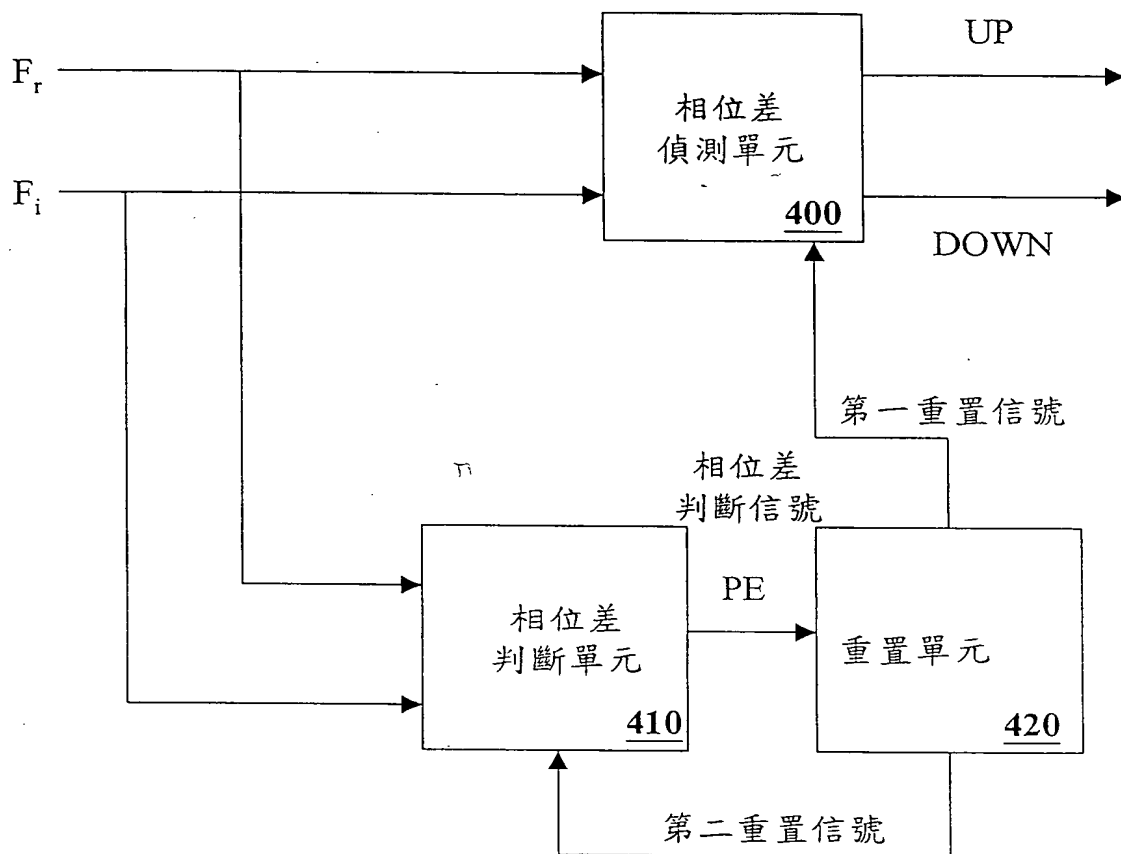 UP
Fr
相位差
偵測單元
Fi
400
DOWN
第一重置信號
相位差
判斷信號
PE
相位差
判斷單元
重置單元
410
420
第二重置信號